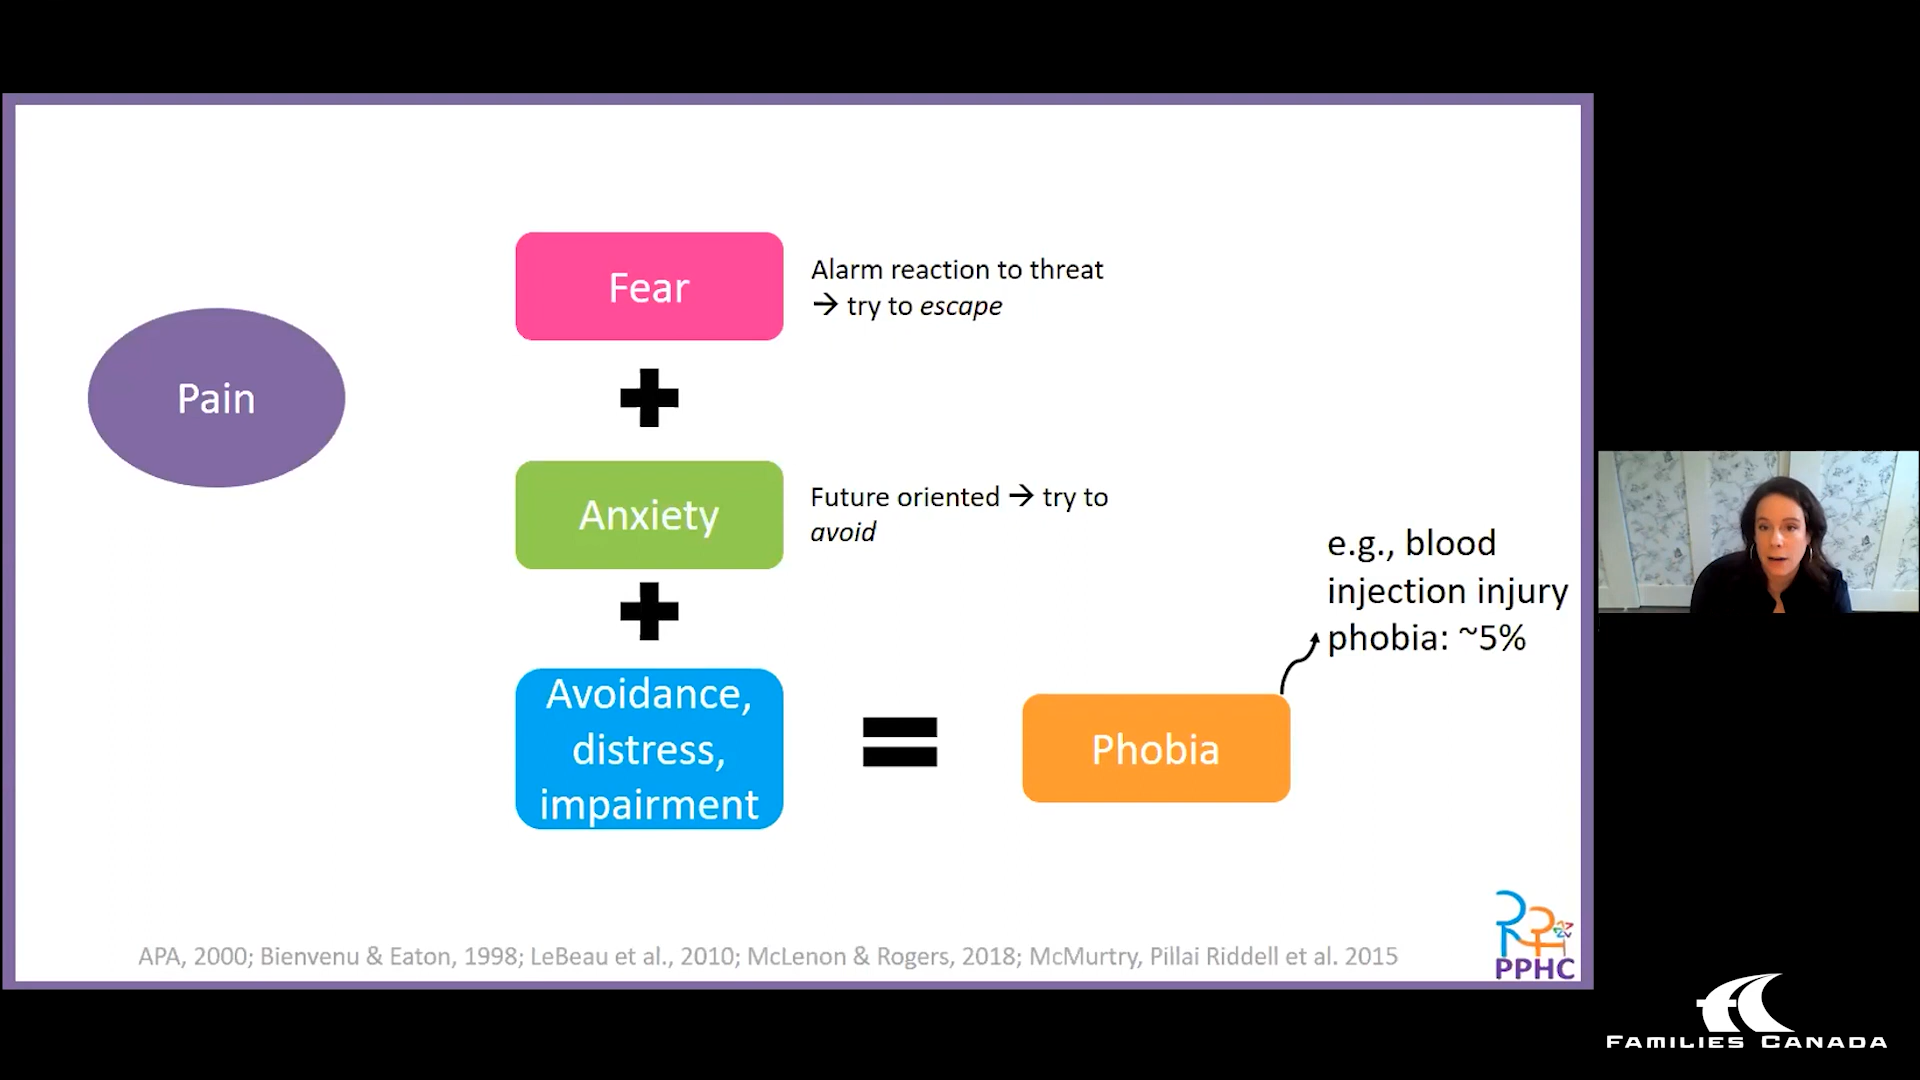 Pain
Fear
Alarm reaction to threat
→ try to escape
Anxiety
Future oriented → try to
avoid
Avoidance,
distress,
impairment
Phobia
e.g., blood
injection injury
phobia: ~5%
APA, 2000; Bienvenu & Eaton, 1998; LeBeau et al., 2010; McLenon & Rogers, 2018; McMurtry, Pillai Riddell et al. 2015
PPHC
FAMILIES CANADA